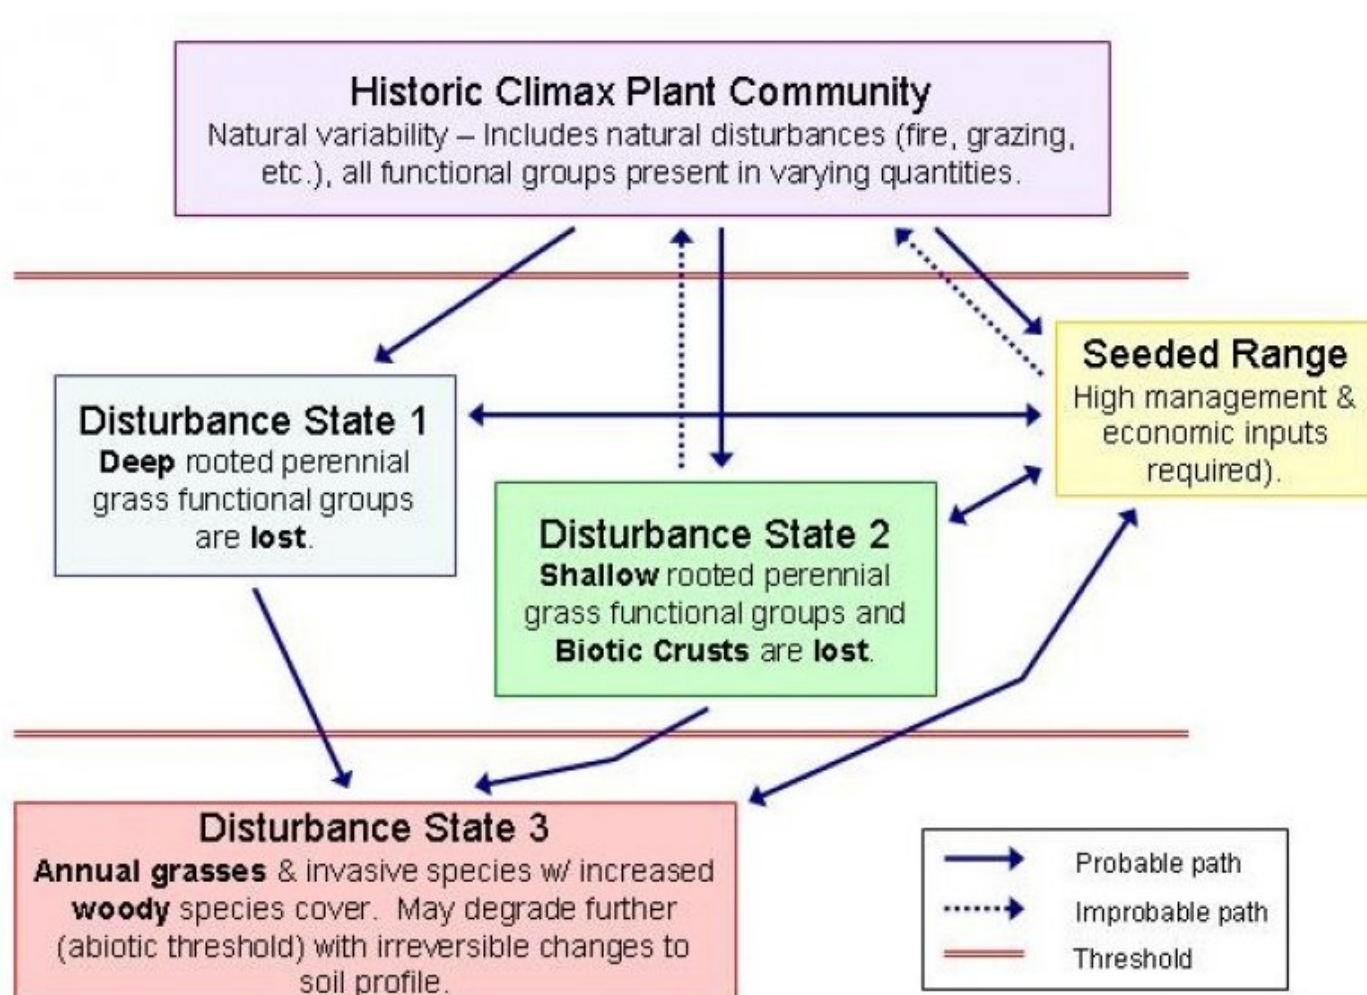 Historic Climax Plant Community
Natural variability – Includes natural disturbances (fire, grazing,
etc.), all functional groups present in varying quantities.
Seeded Range
High management &
economic inputs
required).
Disturbance State 1
Deep rooted perennial
grass functional groups
are lost.
Disturbance State 2
Shallow rooted perennial
grass functional groups and
Biotic Crusts are lost.
Disturbance State 3
Annual grasses & invasive species w/ increased
woody species cover. May degrade further
(abiotic threshold) with irreversible changes to
soil profile.
Probable path
Improbable path
Threshold